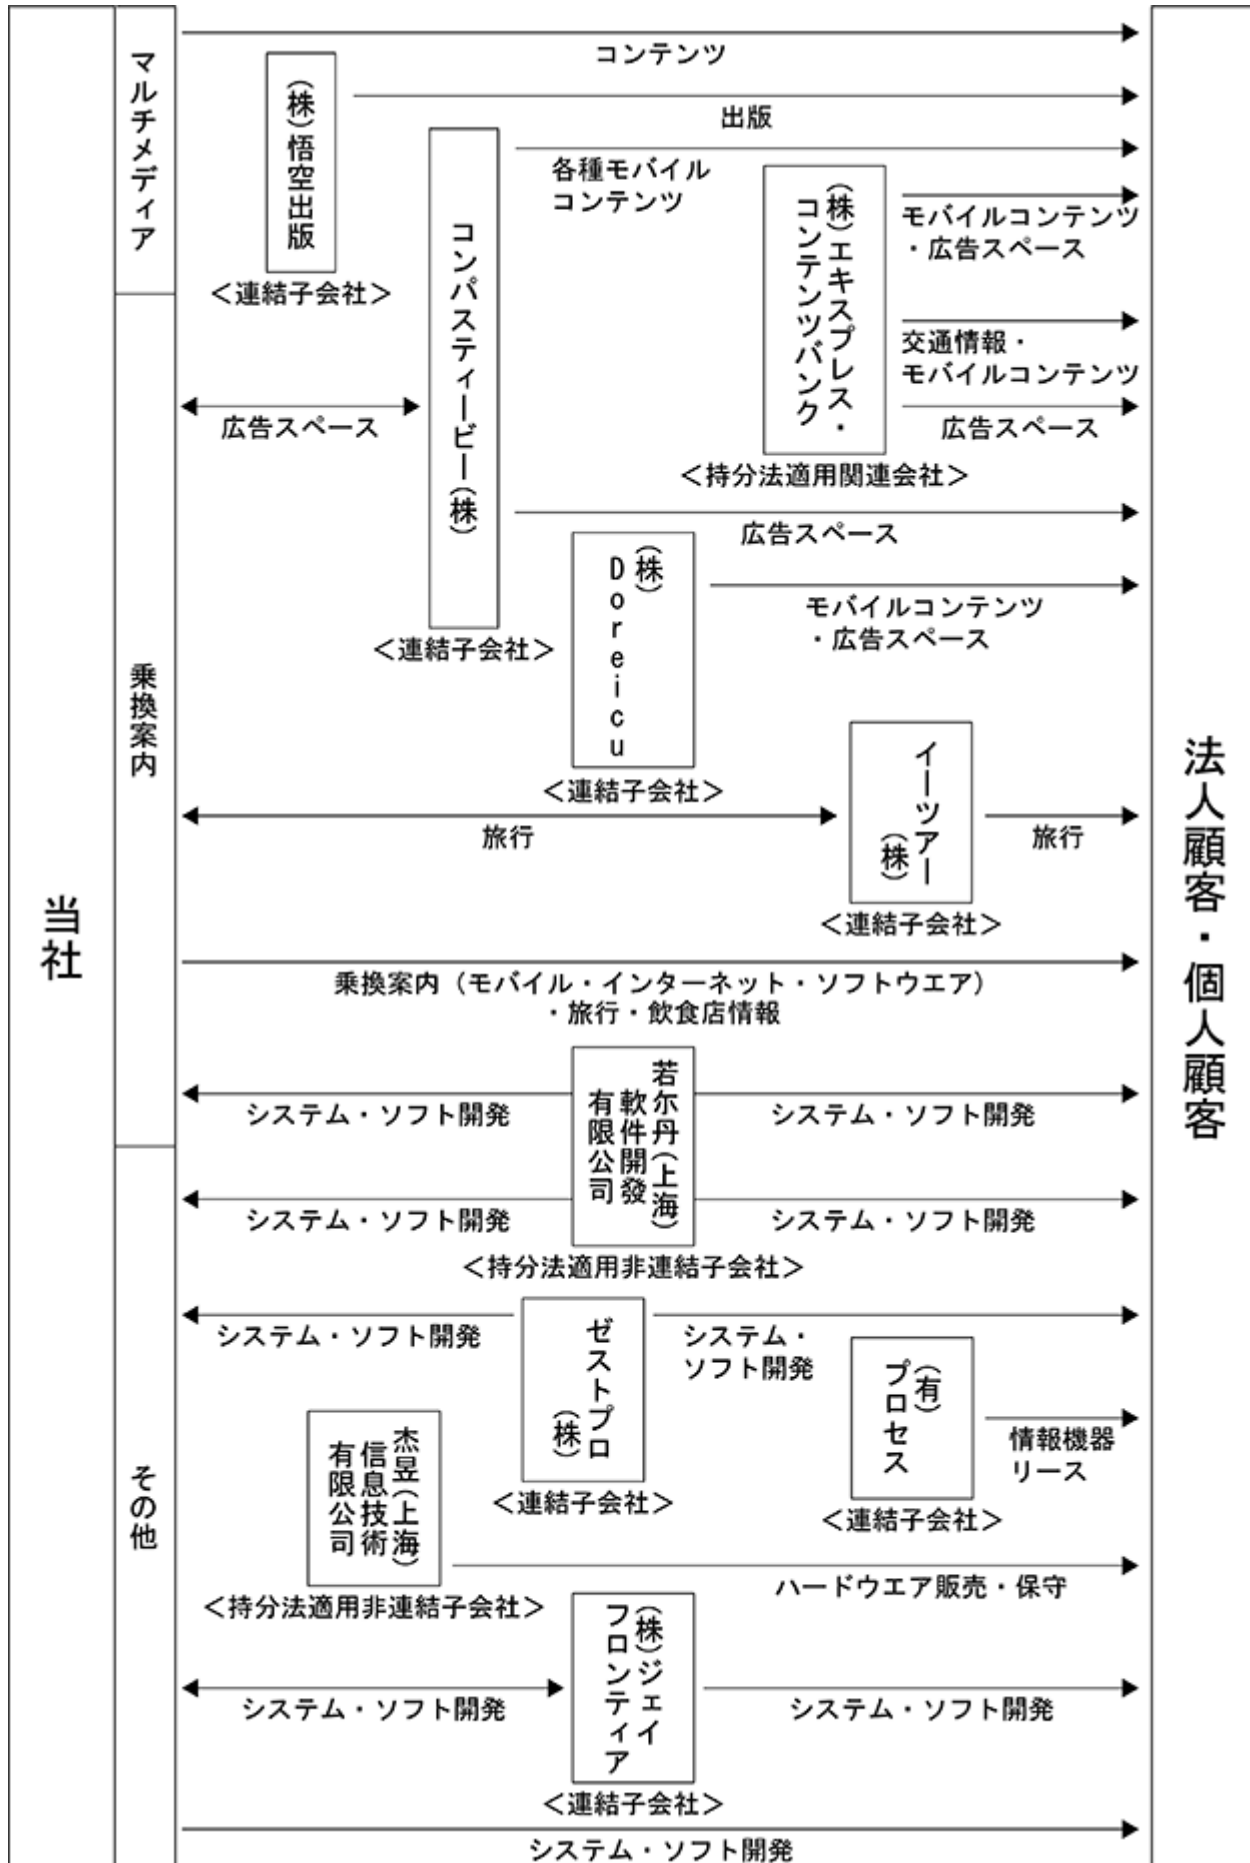 当社
マルチメディア
乗換案内
その他
法人顧客・個人顧客
コンテンツ
(株)悟空出版
＜連結子会社＞
出版
コンパスティービー(株)
＜連結子会社＞
各種モバイル
コンテンツ
(株)エキスプレス・
コンテンツバンク
＜持分法適用関連会社＞
モバイルコンテンツ
・広告スペース
交通情報・
モバイルコンテンツ
広告スペース
広告スペース
広告スペース
(株)
Doreicu
＜連結子会社＞
モバイルコンテンツ
・広告スペース
イーツアー
(株)
＜連結子会社＞
旅行
旅行
乗換案内（モバイル・インターネット・ソフトウエア）
・旅行・飲食店情報
若尓丹(上海)
軟件開發
有限公司
＜持分法適用非連結子会社＞
システム・ソフト開発
システム・ソフト開発
システム・ソフト開発
システム・ソフト開発
ゼストプロ
(株)
＜連結子会社＞
システム・ソフト開発
システム・
ソフト開発
(有)
プロセス
＜連結子会社＞
情報機器
リース
杰昱(上海)
信息技術
有限公司
＜持分法適用非連結子会社＞
ハードウエア販売・保守
(株)ジェイ
フロンティア
＜連結子会社＞
システム・ソフト開発
システム・ソフト開発
システム・ソフト開発